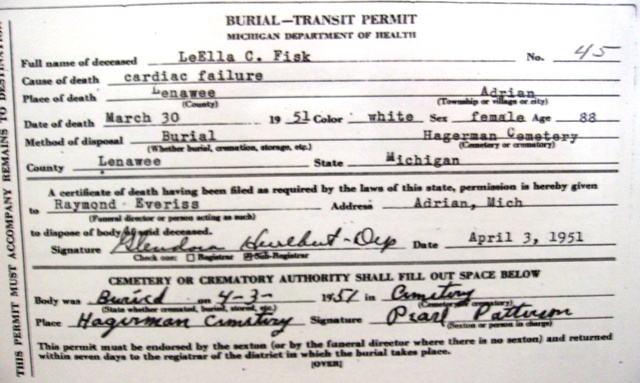 BURIAL—TRANSIT PERMIT
MICHIGAN DEPARTMENT OF HEALTH
Full name of deceased LeElla C. Fisk No. 45
Cause of death cardiac failure
Place of death Lenawee Adrian
(County) (Township or village or city)
Date of death March 30 19 51 Color white Sex female Age 88
Method of disposal Burial Hagerman Cemetery
(Whether burial, cremation, storage, etc.) (Cemetery or crematory)
County Lenawee State Michigan
A certificate of death having been filed as required by the laws of this state, permission is hereby given
to Raymond Everiss Address Adrian, Mich
(Funeral director or person acting as such)
to dispose of body of said deceased.
Signature Glendora Hurlbut-Dep Date April 3, 1951
Check one: Registrar Sub-Registrar
CEMETERY OR CREMATORY AUTHORITY SHALL FILL OUT SPACE BELOW
Body was Buried on 4-3- 1951 in Cemetery
(State whether cremated, buried, stored, etc.) (Cemetery or crematory)
Place Hagerman Cemetery Signature Pearl Patterson
(Sexton or person in charge)
This permit must be endorsed by the sexton (or by the funeral director where there is no sexton) and returned
within seven days to the registrar of the district in which the burial takes place.
[OVER]
THIS PERMIT MUST ACCOMPANY REMAINS TO DESTINATION